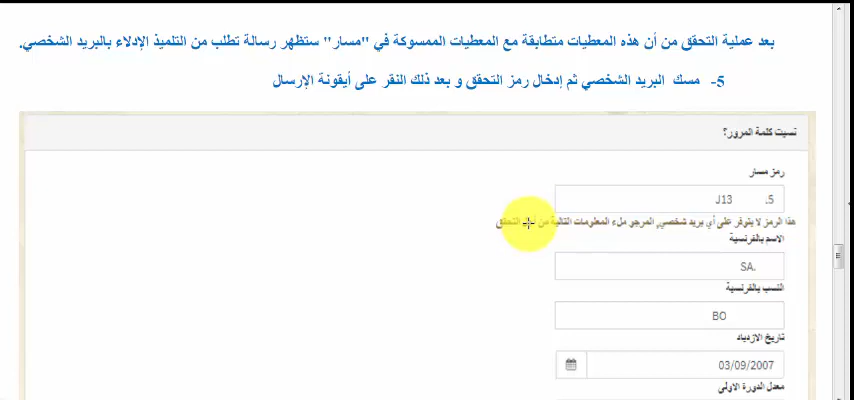 بعد عملية التحقق من أن هذه المعطيات متطابقة مع المعطيات الممسوكة في "مسار" ستظهر رسالة تطلب من التلميذ الإدلاء بالبريد الشخصي.
5- مسك البريد الشخصي ثم إدخال رمز التحقق و بعد ذلك النقر على أيقونة الإرسال
نسيت كلمة المرور؟
رمز مسار
J13 5.
هذا الرمز لا يتوفر على أي بريد شخصي, المرجو ملء المعلومات التالية من أجل التحقق
الاسم بالفرنسية
SA.
النسب بالفرنسية
BO
تاريخ الازدياد
03/09/2007
معدل الدورة الاولى